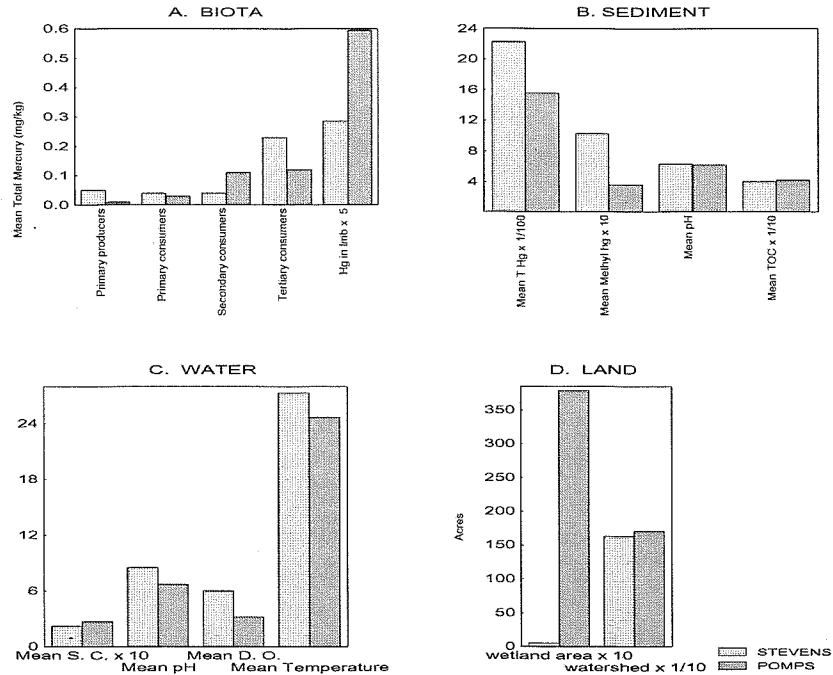 A. BIOTA
Mean Total Mercury (mg/kg)
0.6
0.5
0.4
0.3
0.2
0.1
0.0
Primary producers
Primary consumers
Secondary consumers
Tertiary consumers
Hg in lmb x 5
B. SEDIMENT
24
20
16
12
8
4
Mean T Hg x 1/100
Mean Methyl hg x 10
Mean pH
Mean TOC x 1/10
C. WATER
24
18
12
6
0
Mean S. C. x 10
Mean pH
Mean D. O.
Mean Temperature
D. LAND
Acres
350
300
250
200
150
100
50
0
wetland area x 10
watershed x 1/10
STEVENS
POMPS